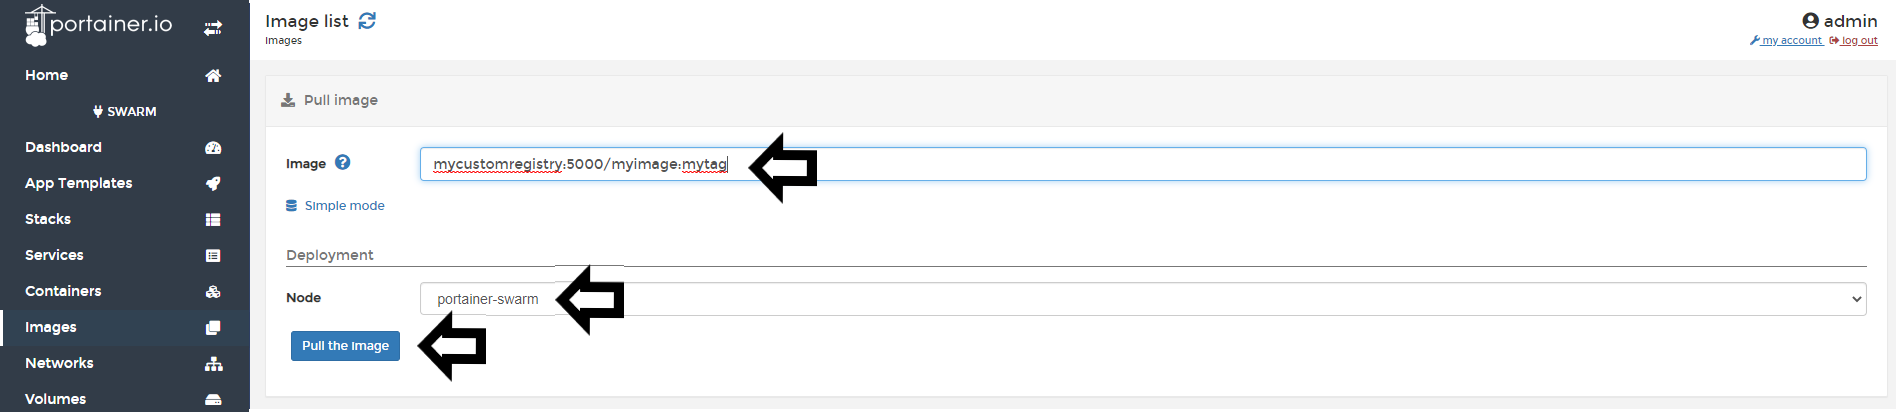 portainer.io
Home
SWARM
Dashboard
App Templates
Stacks
Services
Containers
Images
Networks
Volumes
Image list
Images
admin
my account log out
Pull image
Image mycustomregistry:5000/myimage:mytag
Simple mode
Deployment
Node portainer-swarm
Pull the image